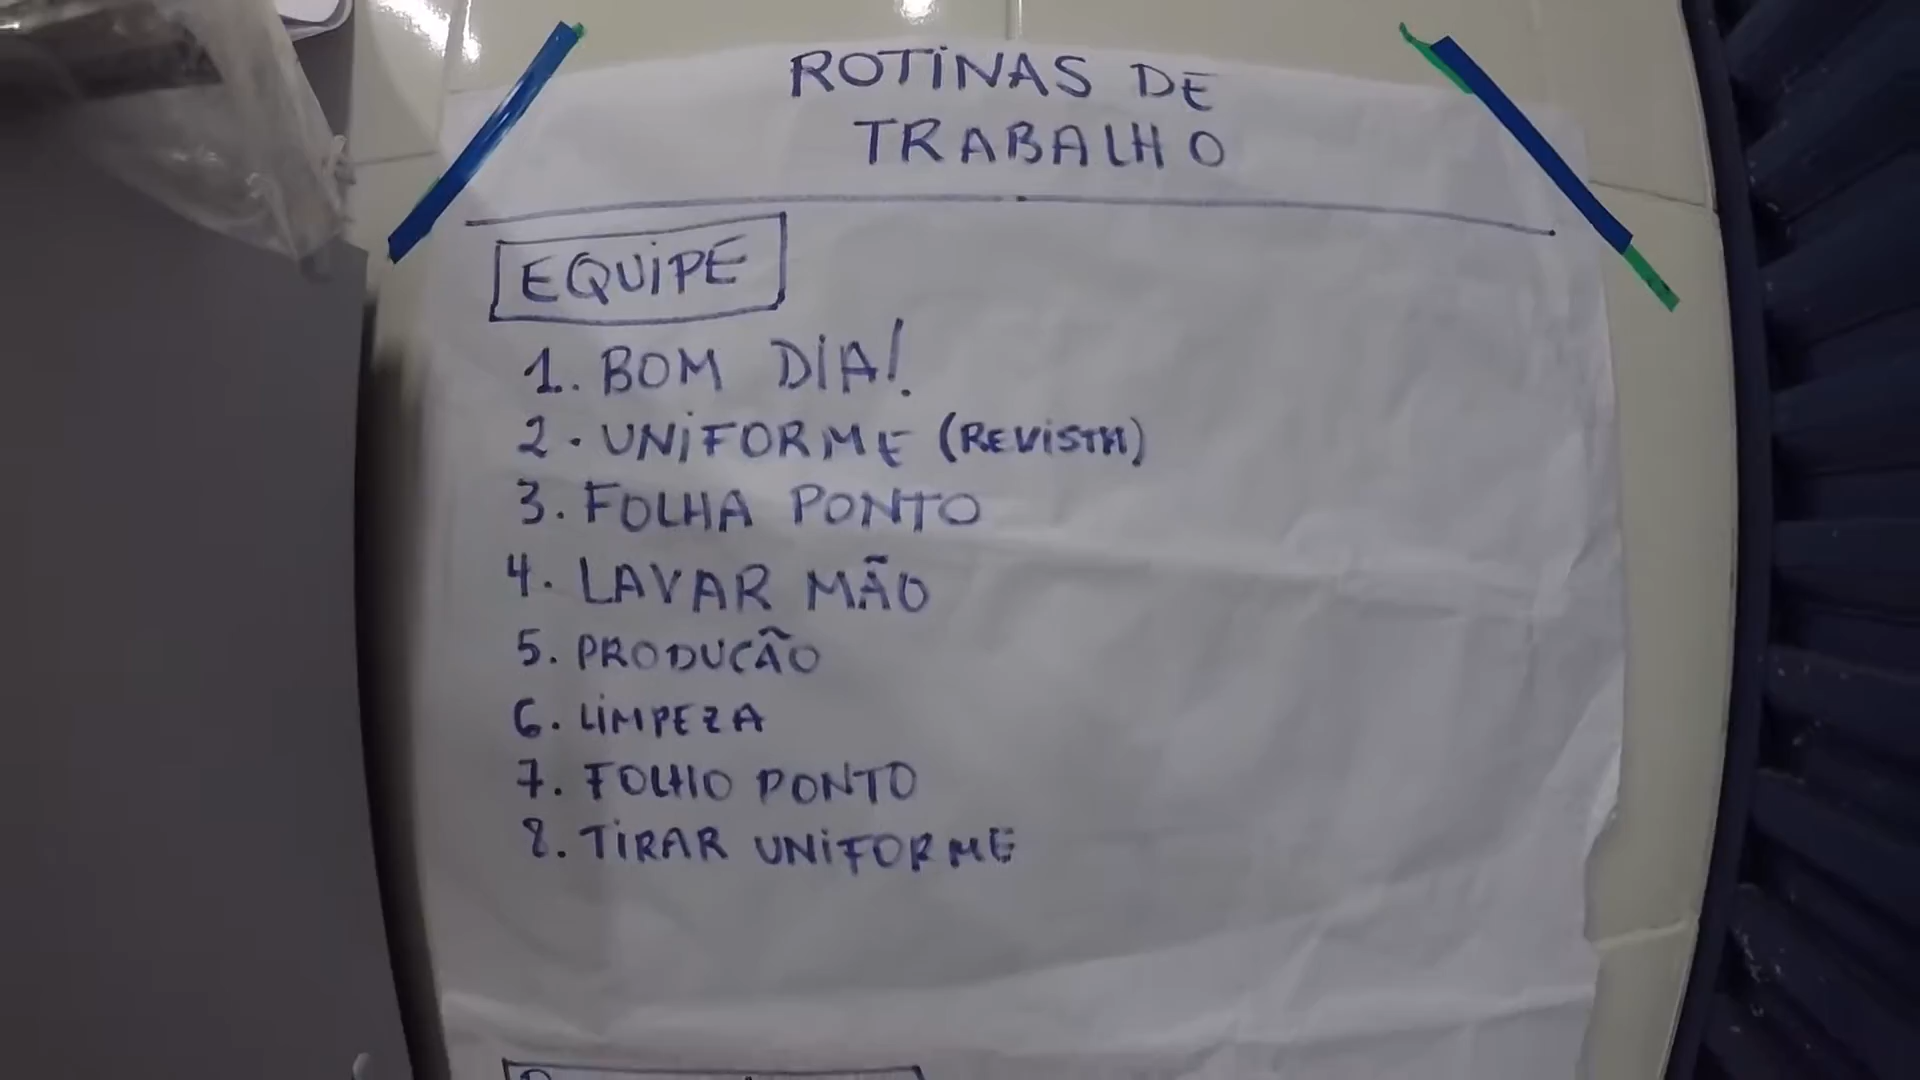 ROTINAS DE
TRABALHO
EQUIPE
1. BOM DIA!
2. UNIFORME (REVISTA)
3. FOLHA PONTO
4. LAVAR MÃO
5. PRODUCÃO
6. LIMPEZA
7. FOLHO PONTO
8. TIRAR UNIFORME